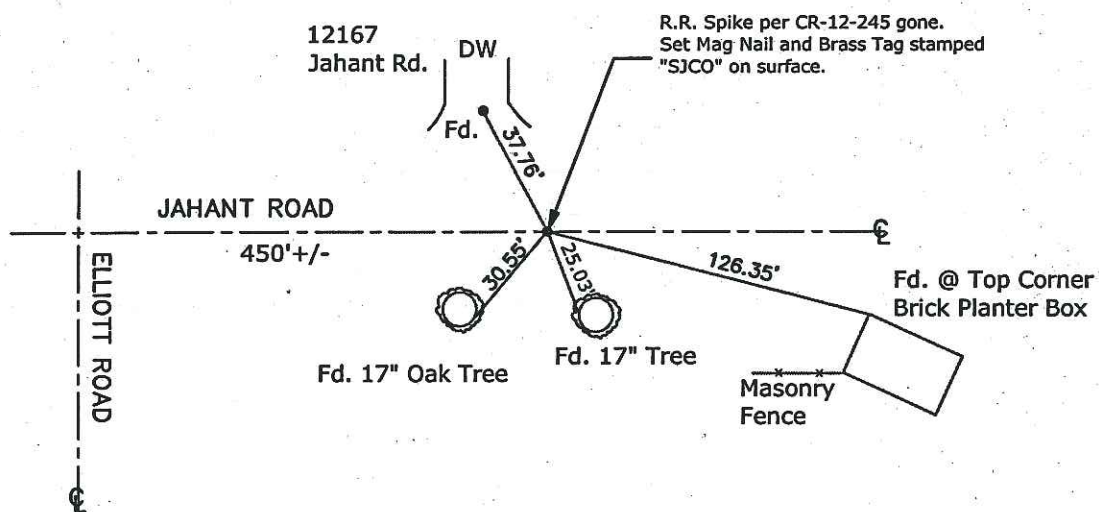 12167
Jahant Rd.
DW
R.R. Spike per CR-12-245 gone.
Set Mag Nail and Brass Tag stamped
"SJCO" on surface.
Fd.
37.76'
JAHANT ROAD
450'+/-
℄
30.55'
25.03'
126.35'
ELLIOTT ROAD
Fd. @ Top Corner
Brick Planter Box
Fd. 17" Oak Tree
Fd. 17" Tree
Masonry
Fence
℄